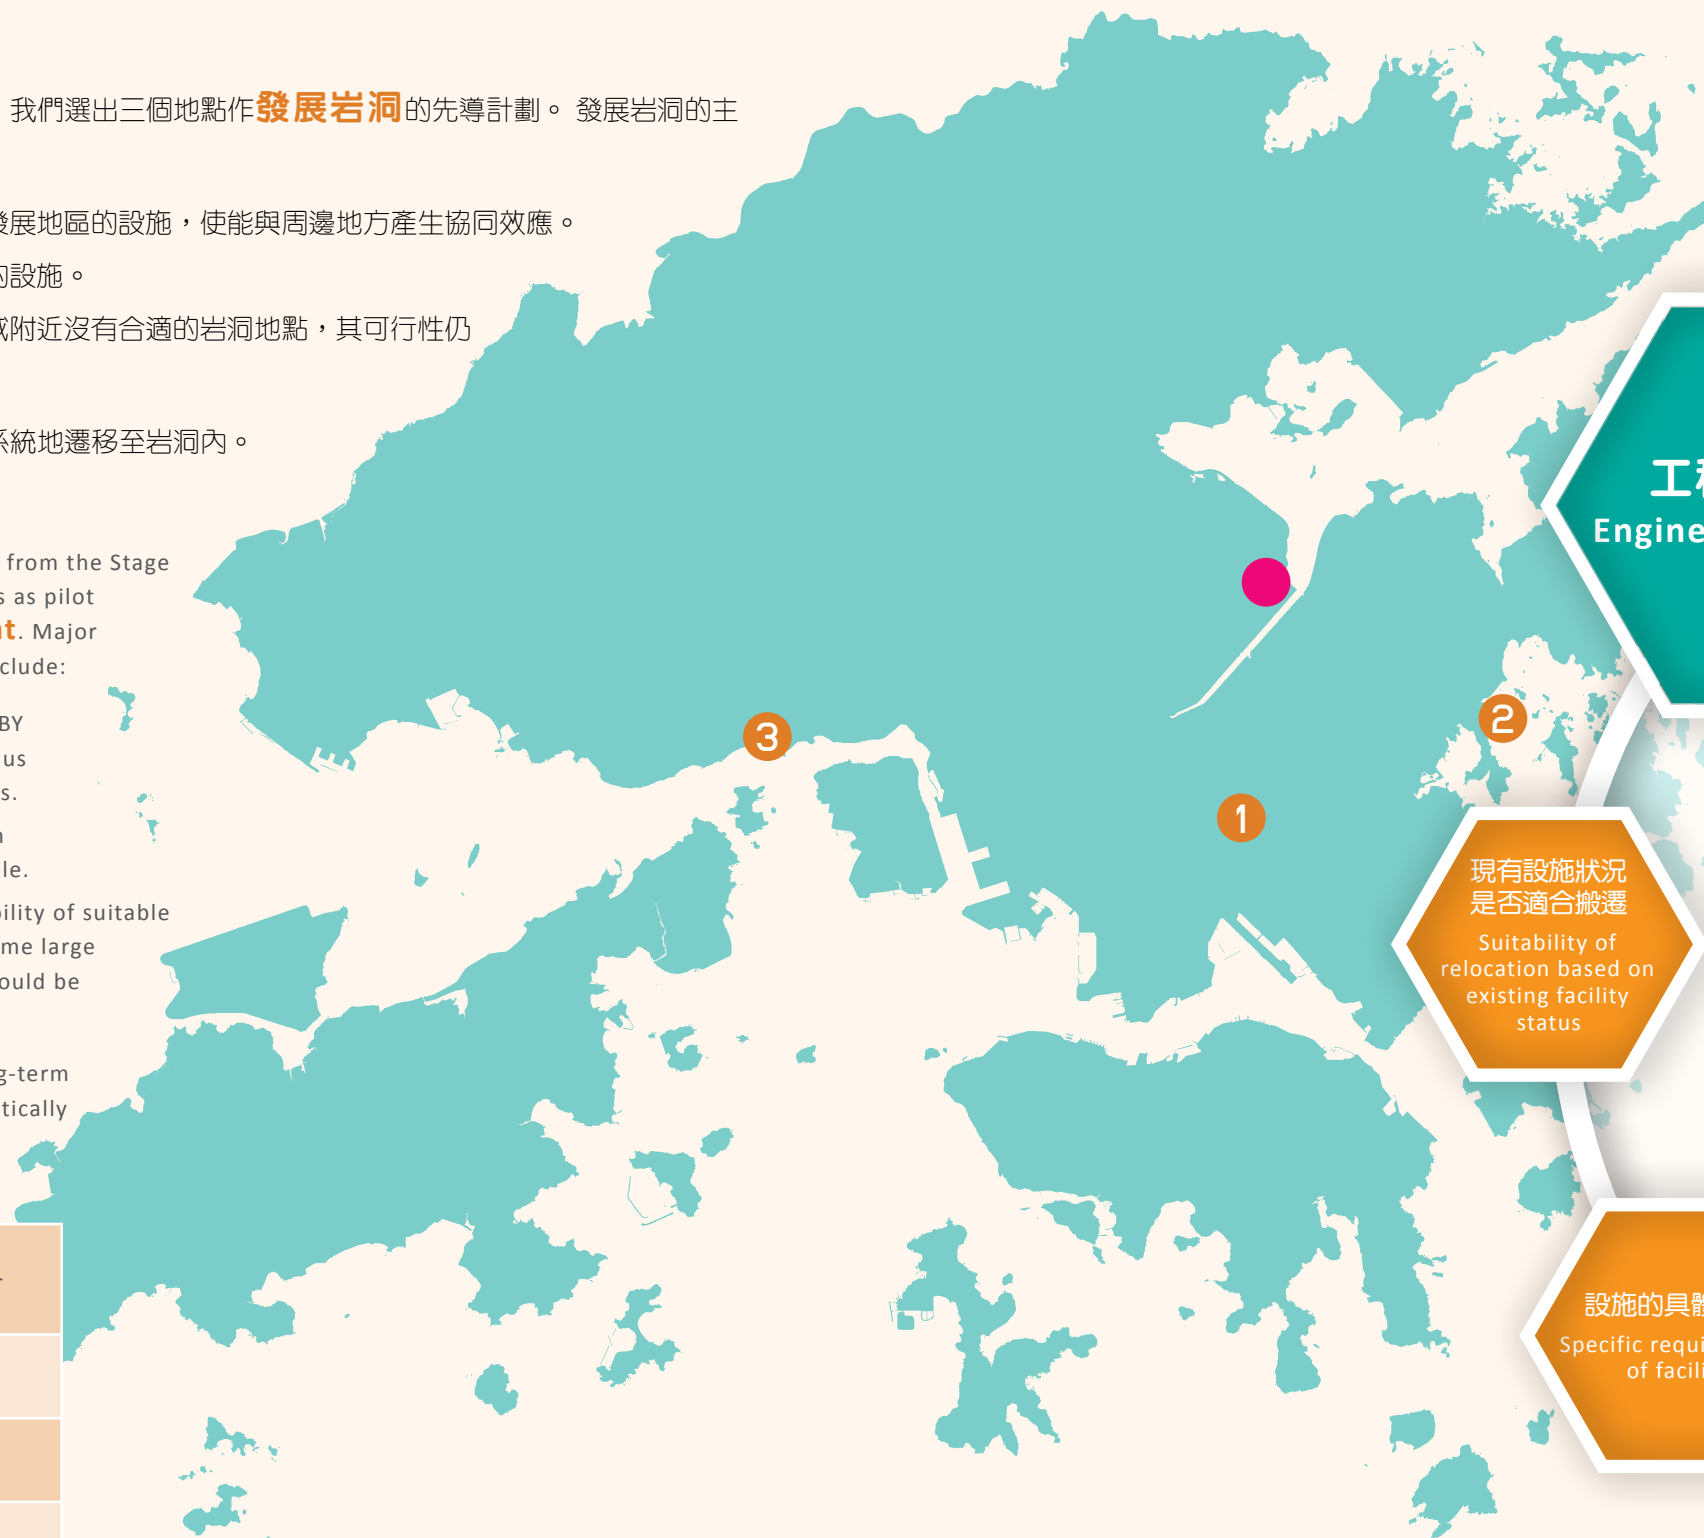 我們選出三個地點作發展岩洞的先導計劃。 發展岩洞的主
發展地區的設施，使能與周邊地方產生協同效應。
的設施。
域附近沒有合適的岩洞地點，其可行性仍
系統地遷移至岩洞內。
from the Stage
s as pilot
nt. Major
clude:
BY
us
s.
n
le.
bility of suitable
me large
ould be
g-term
tically
3
2
1
工程
Engine
現有設施狀況
是否適合搬遷
Suitability of
relocation based on
existing facility
status
設施的具體
Specific requi
of facili